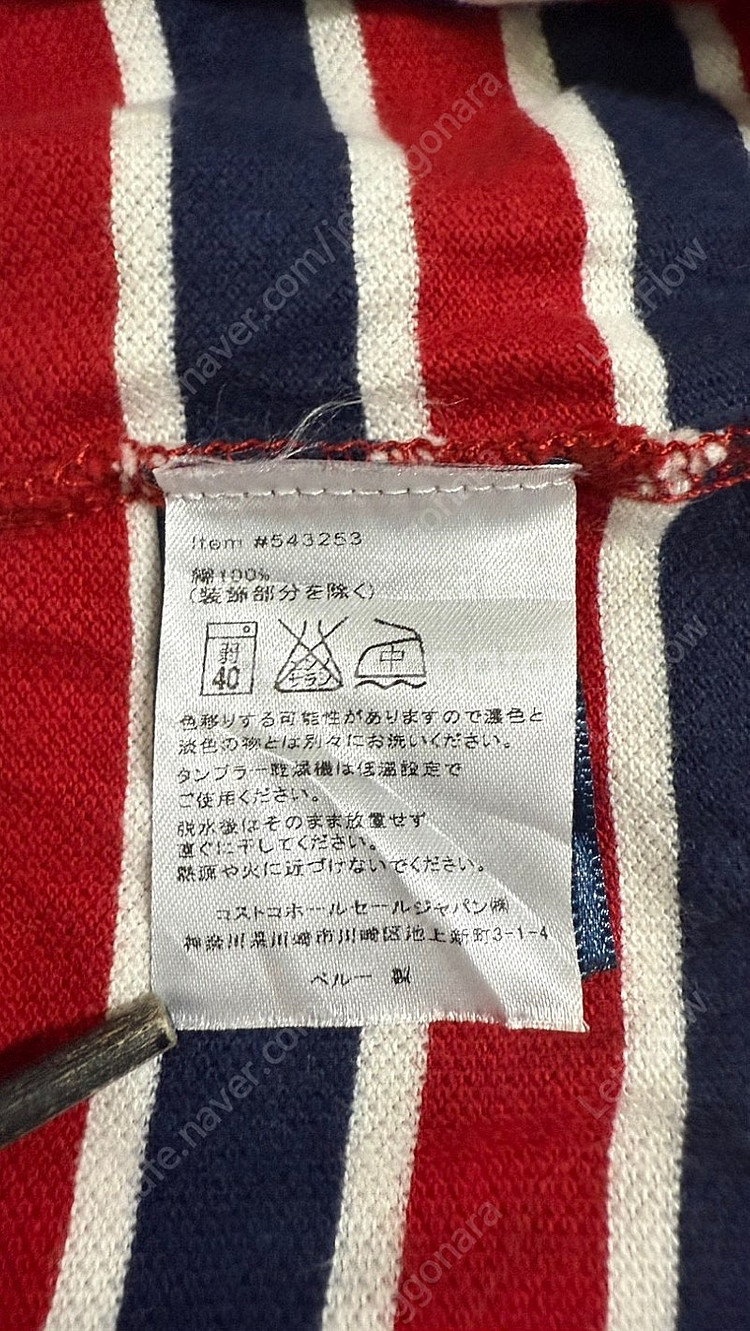 Item #543253
綿100%
(装飾部分を除く)
弱
40
エンソ
サラシ
中
色移りする可能性がありますので濃色と
淡色の物とは別々にお洗いください。
タンブラー乾燥機は低温設定で
ご使用ください。
脱水後はそのまま放置せず
直ぐに干してください。
熱源や火に近づけないでください。
コストコホールセールジャパン㈱
神奈川県川崎市川崎区池上新町3-1-4
ペルー 製